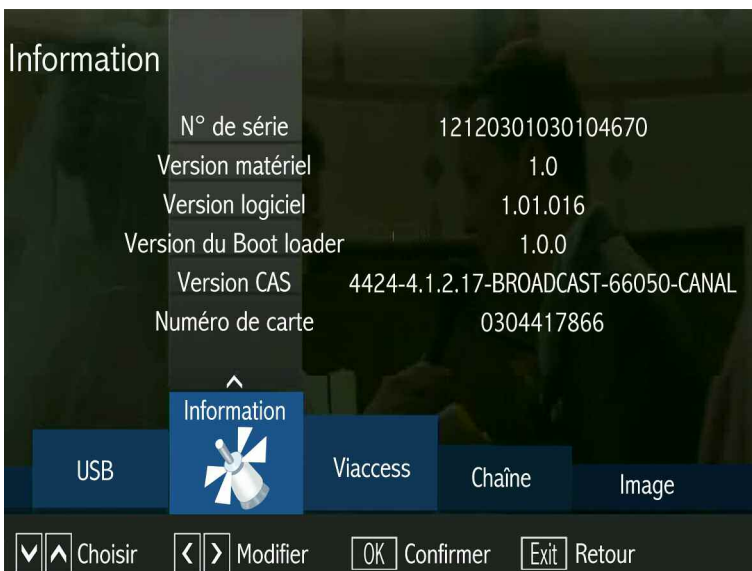 Information
N° de série 12120301030104670
Version matériel 1.0
Version logiciel 1.01.016
Version du Boot loader 1.0.0
Version CAS 4424-4.1.2.17-BROADCAST-66050-CANAL
Numéro de carte 0304417866
Information
USB Viaccess Chaîne Image
Choisir Modifier OK Confirmer Exit Retour